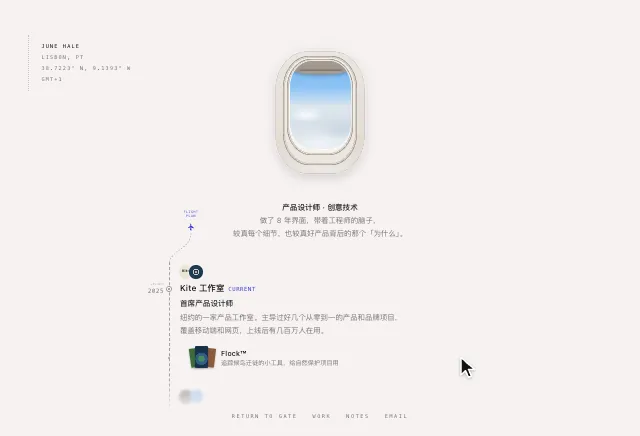 JUNE HALE
LISBON, PT
38.7223° N, 9.1393° W
GMT+1
产品设计师 · 创意技术
做了 8 年界面，带着工程师的脑子，
较真每个细节，也较真好产品背后的那个「为什么」。
FLIGHT
PLAN
2025
Kite 工作室 CURRENT
首席产品设计师
纽约的一家产品工作室。主导过好几个从零到一的产品和品牌项目，
覆盖移动端和网页，上线后有几百万人在用。
Flock™
追踪候鸟迁徙的小工具，给自然保护项目用
RETURN TO GATE WORK NOTES EMAIL